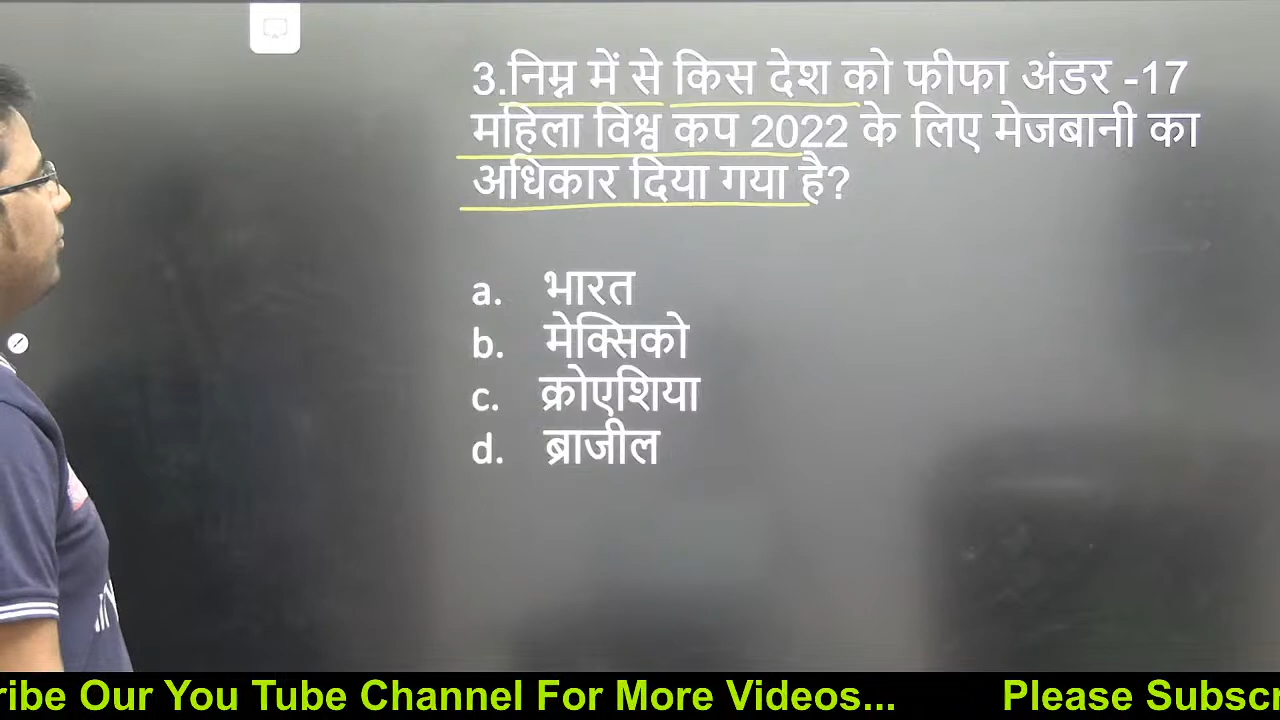 3.निम्न में से किस देश को फीफा अंडर -17
महिला विश्व कप 2022 के लिए मेजबानी का
अधिकार दिया गया है?
a. भारत
b. मेक्सिको
c. क्रोएशिया
d. ब्राजील
ribe Our You Tube Channel For More Videos... Please Subscr